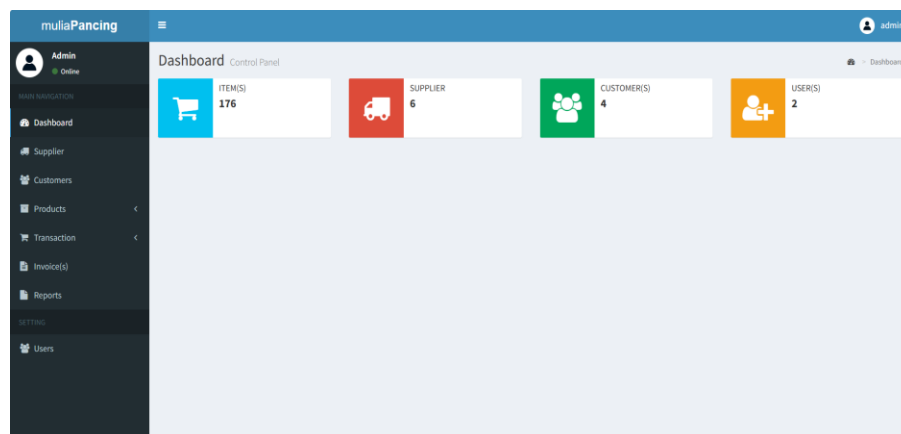 muliaPancing
admin
Admin
Online
MAIN NAVIGATION
Dashboard
Supplier
Customers
Products
Transaction
Invoice(s)
Reports
SETTING
Users
Dashboard Control Panel
Dashboar
ITEM(S)
176
SUPPLIER
6
CUSTOMER(S)
4
USER(S)
2